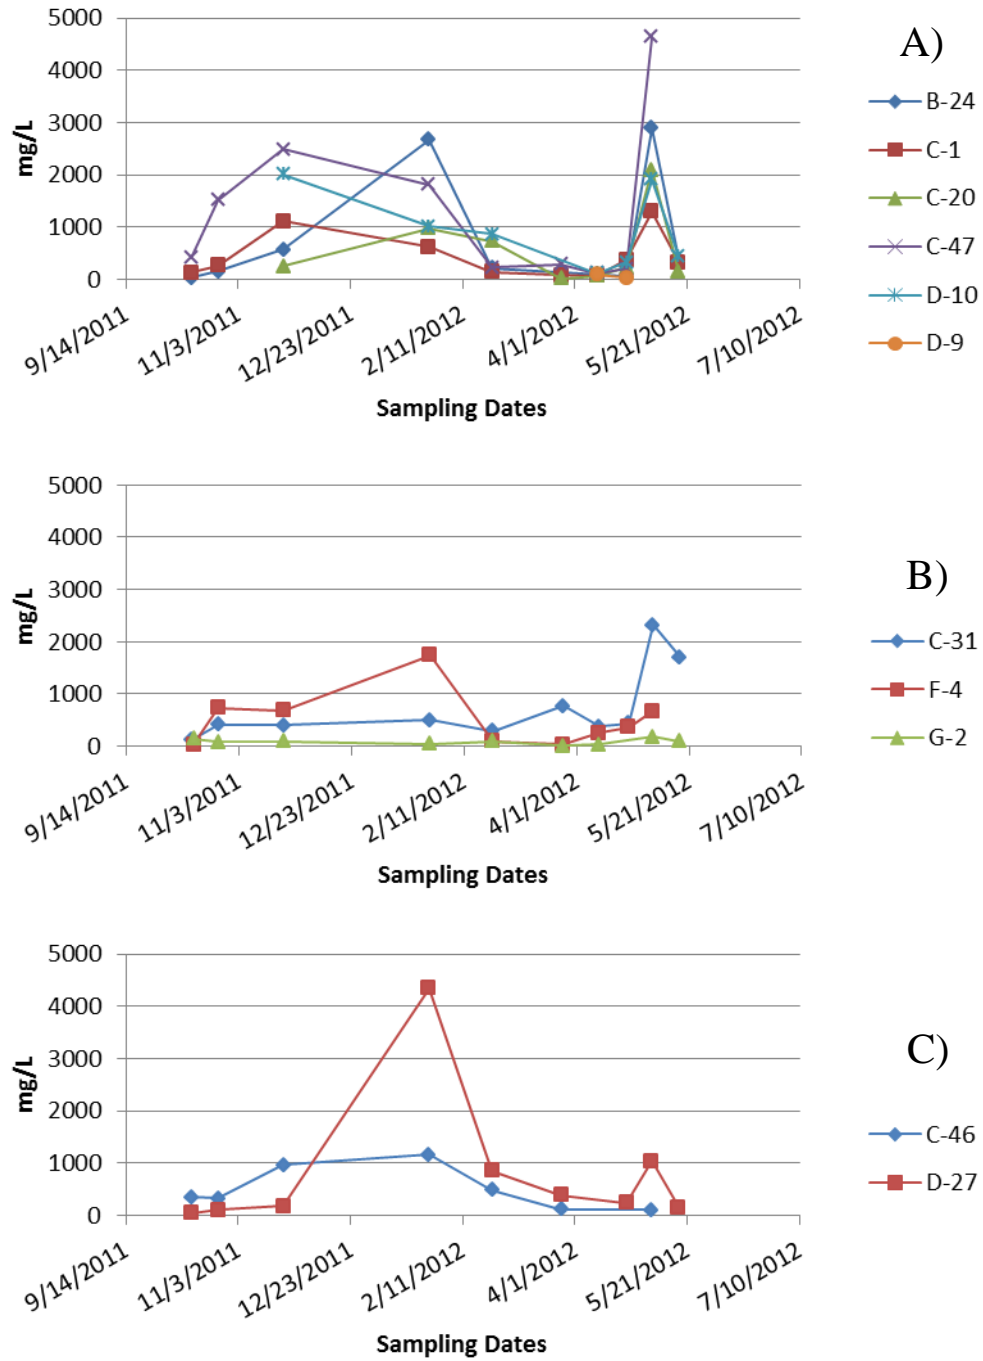 A)
5000
4000
3000
2000
1000
0
mg/L
9/14/2011
11/3/2011
12/23/2011
2/11/2012
4/1/2012
5/21/2012
7/10/2012
Sampling Dates
B-24
C-1
C-20
C-47
D-10
D-9
B)
5000
4000
3000
2000
1000
0
mg/L
9/14/2011
11/3/2011
12/23/2011
2/11/2012
4/1/2012
5/21/2012
7/10/2012
Sampling Dates
C-31
F-4
G-2
C)
5000
4000
3000
2000
1000
0
mg/L
9/14/2011
11/3/2011
12/23/2011
2/11/2012
4/1/2012
5/21/2012
7/10/2012
Sampling Dates
C-46
D-27